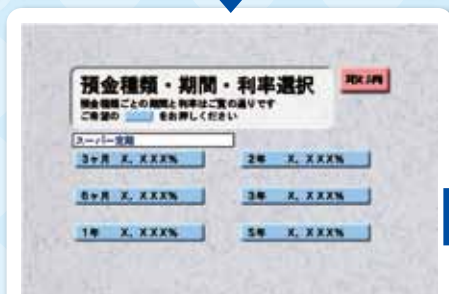 預金種類・期間・利率選択
取消
預金種類ごとの期間と利率はご覧の通りです
ご希望の をお押しください
スーパー定期
3ヶ月 X.XXX%
2年 X.XXX%
6ヶ月 X.XXX%
3年 X.XXX%
1年 X.XXX%
5年 X.XXX%